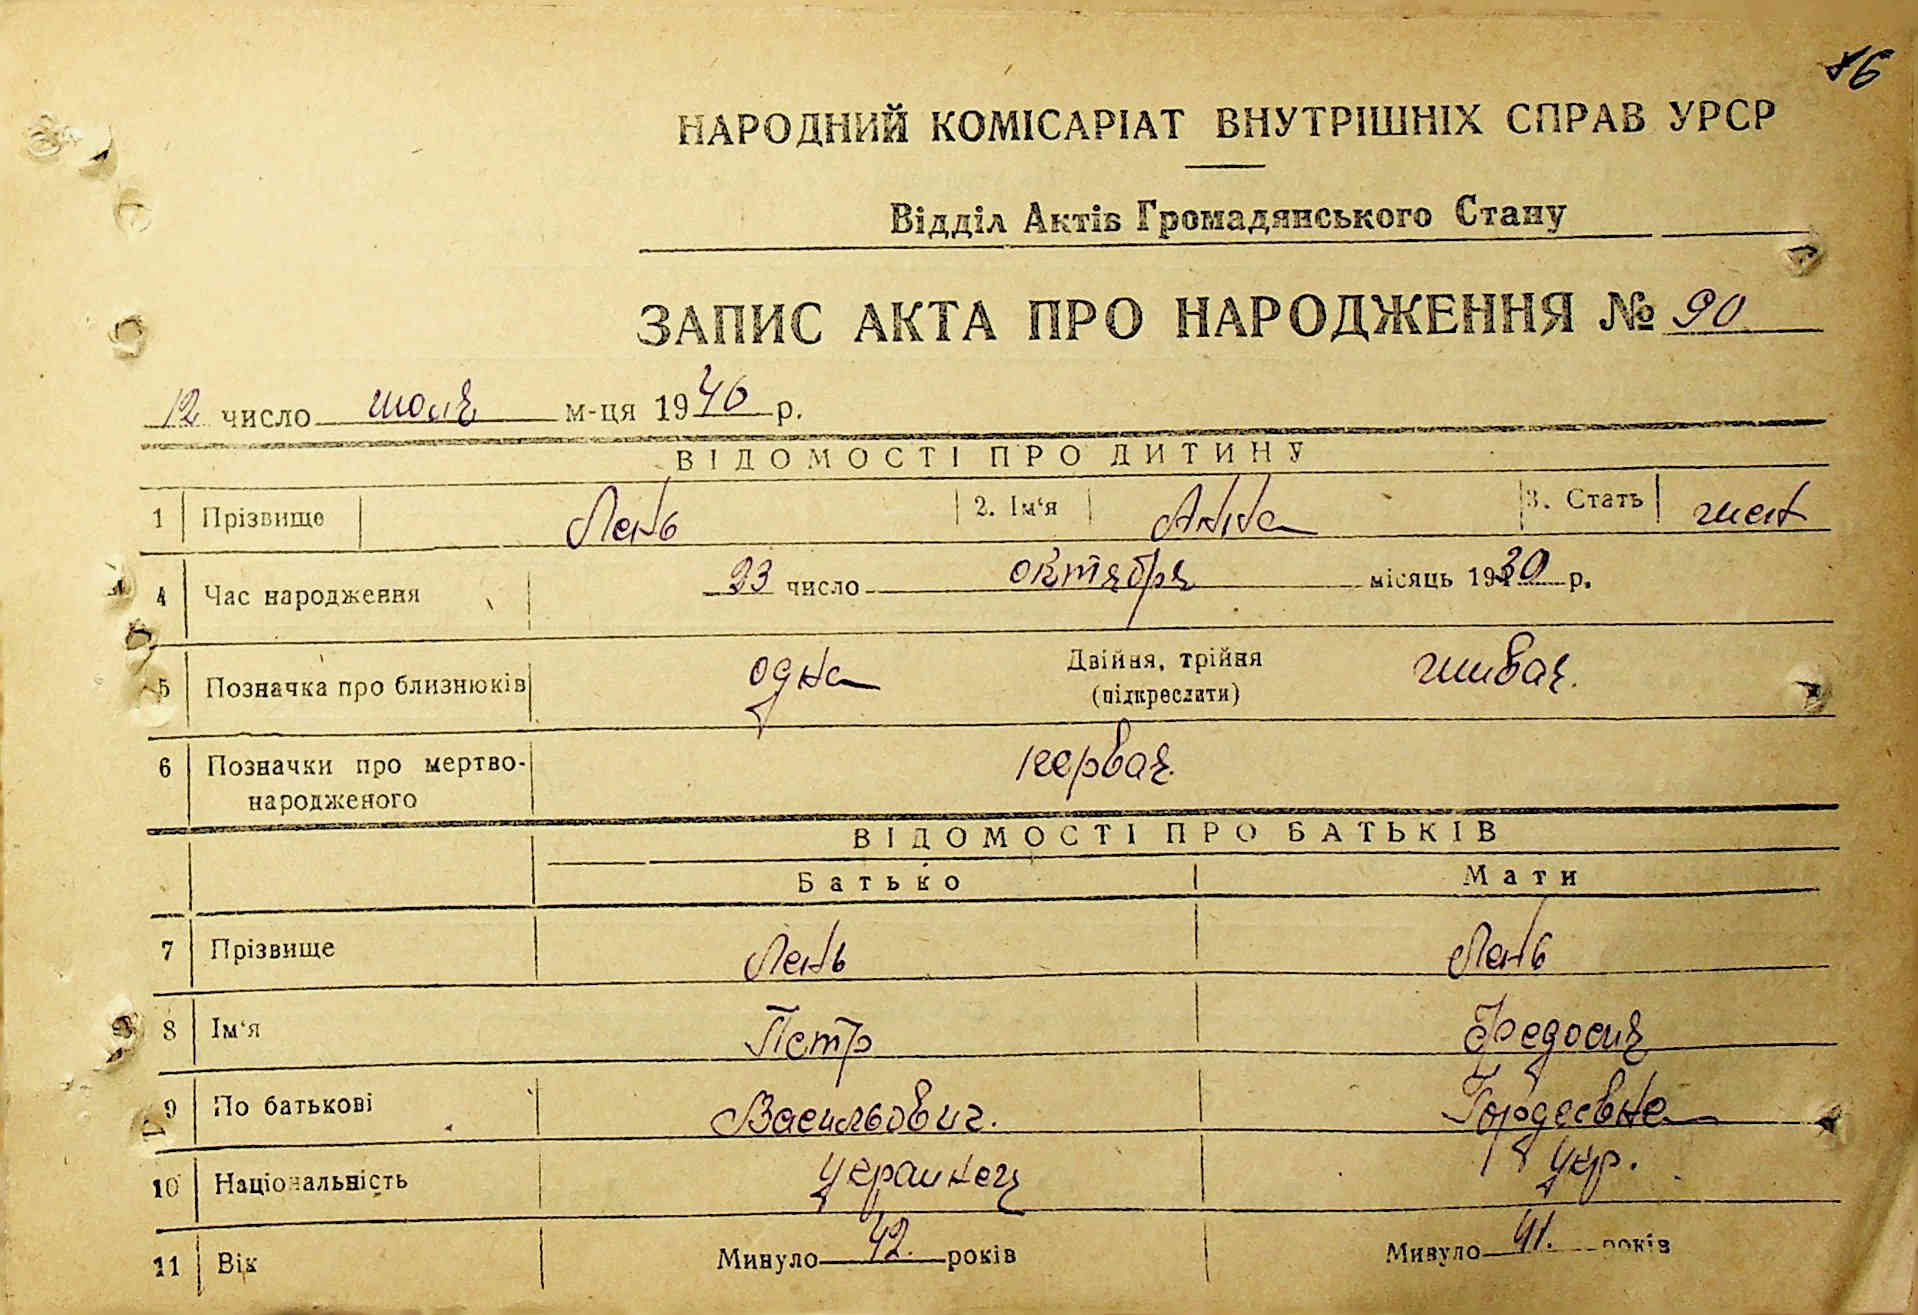 16
НАРОДНИЙ КОМІСАРІАТ ВНУТРІШНІХ СПРАВ УРСР
Відділ Актів Громадянського Стану
ЗАПИС АКТА ПРО НАРОДЖЕННЯ № 90
12 число июля м-ця 1946 р.
ВІДОМОСТІ ПРО ДИТИНУ
1 Прізвище Лень 2. Ім‘я Анна 3. Стать жен
4 Час народження 23 число октября місяць 1930 р.
5 Позначка про близнюків одна Двійня, трійня (підкреслити) живая.
6 Позначки про мертво-
народженого первая.
ВІДОМОСТІ ПРО БАТЬКІВ
Батько Мати
7 Прізвище Лень Лень
8 Ім‘я Петр Федосия
9 По батькові Васильович. Гордеевна
10 Національність украинец укр.
11 Вік Минуло 42. років Минуло 41. років